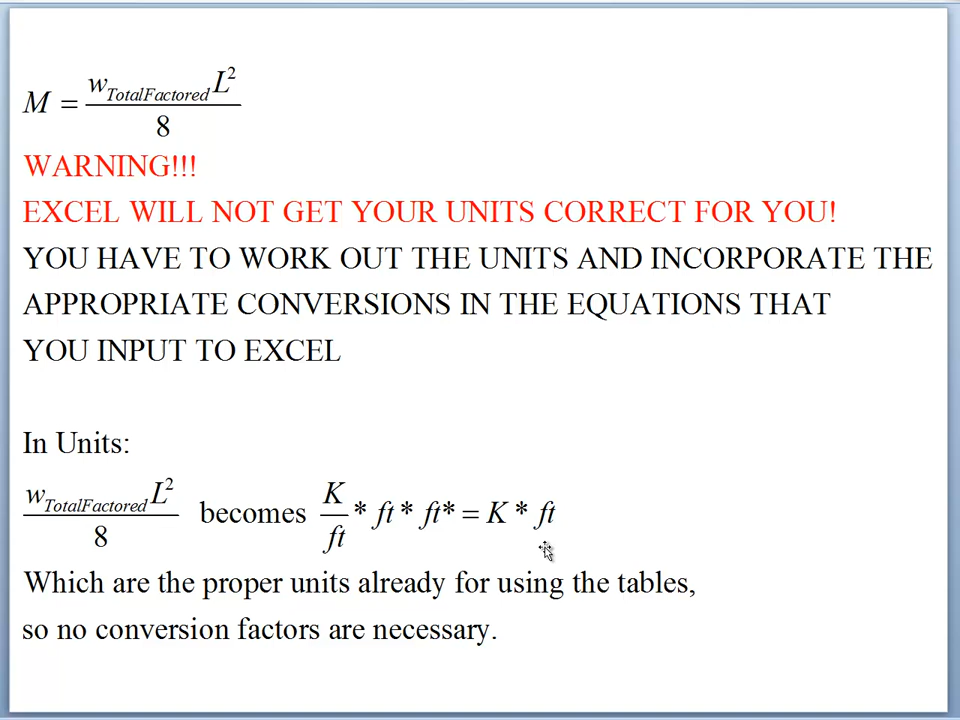 M = w_TotalFactored L² / 8
WARNING!!!
EXCEL WILL NOT GET YOUR UNITS CORRECT FOR YOU!
YOU HAVE TO WORK OUT THE UNITS AND INCORPORATE THE
APPROPRIATE CONVERSIONS IN THE EQUATIONS THAT
YOU INPUT TO EXCEL
In Units:
w_TotalFactored L² / 8 becomes K / ft * ft * ft* = K * ft
Which are the proper units already for using the tables,
so no conversion factors are necessary.